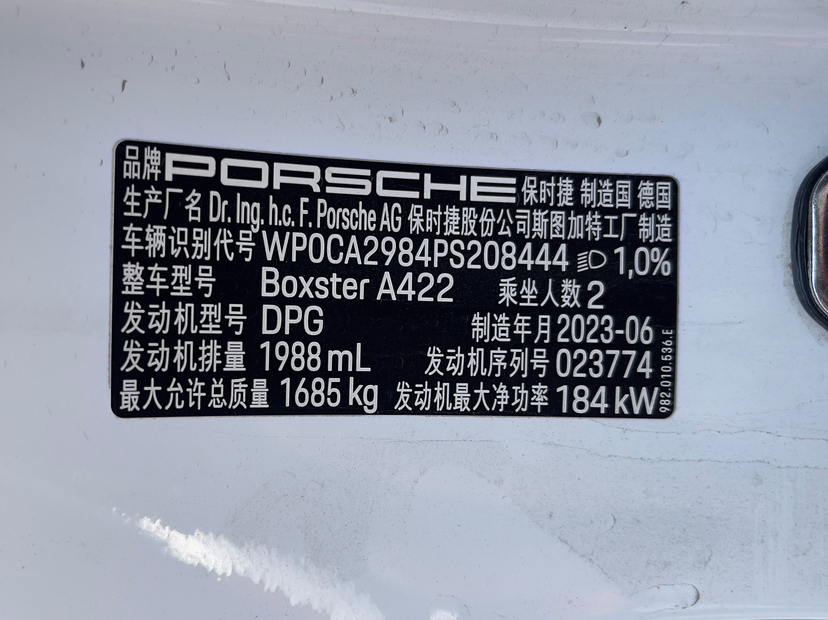 品牌 PORSCHE 保时捷 制造国 德国
生产厂名 Dr. Ing. h.c. F. Porsche AG 保时捷股份公司斯图加特工厂制造
车辆识别代号 WP0CA2984PS208444 1,0%
整车型号 Boxster A422 乘坐人数 2
发动机型号 DPG 制造年月 2023-06
发动机排量 1988 mL 发动机序列号 023774
最大允许总质量 1685 kg 发动机最大净功率 184 kW
982.010.536.E